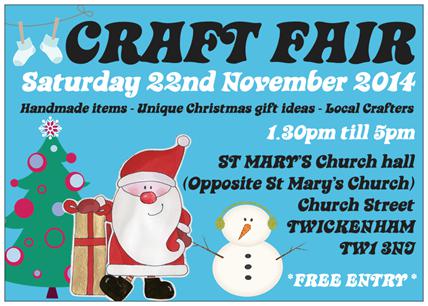 CRAFT FAIR
Saturday 22nd November 2014
Handmade items - Unique Christmas gift ideas - Local Crafters
1.30pm till 5pm
ST MARY'S Church hall
(Opposite St Mary's Church)
Church Street
TWICKENHAM
TW1 3NJ
*FREE ENTRY *